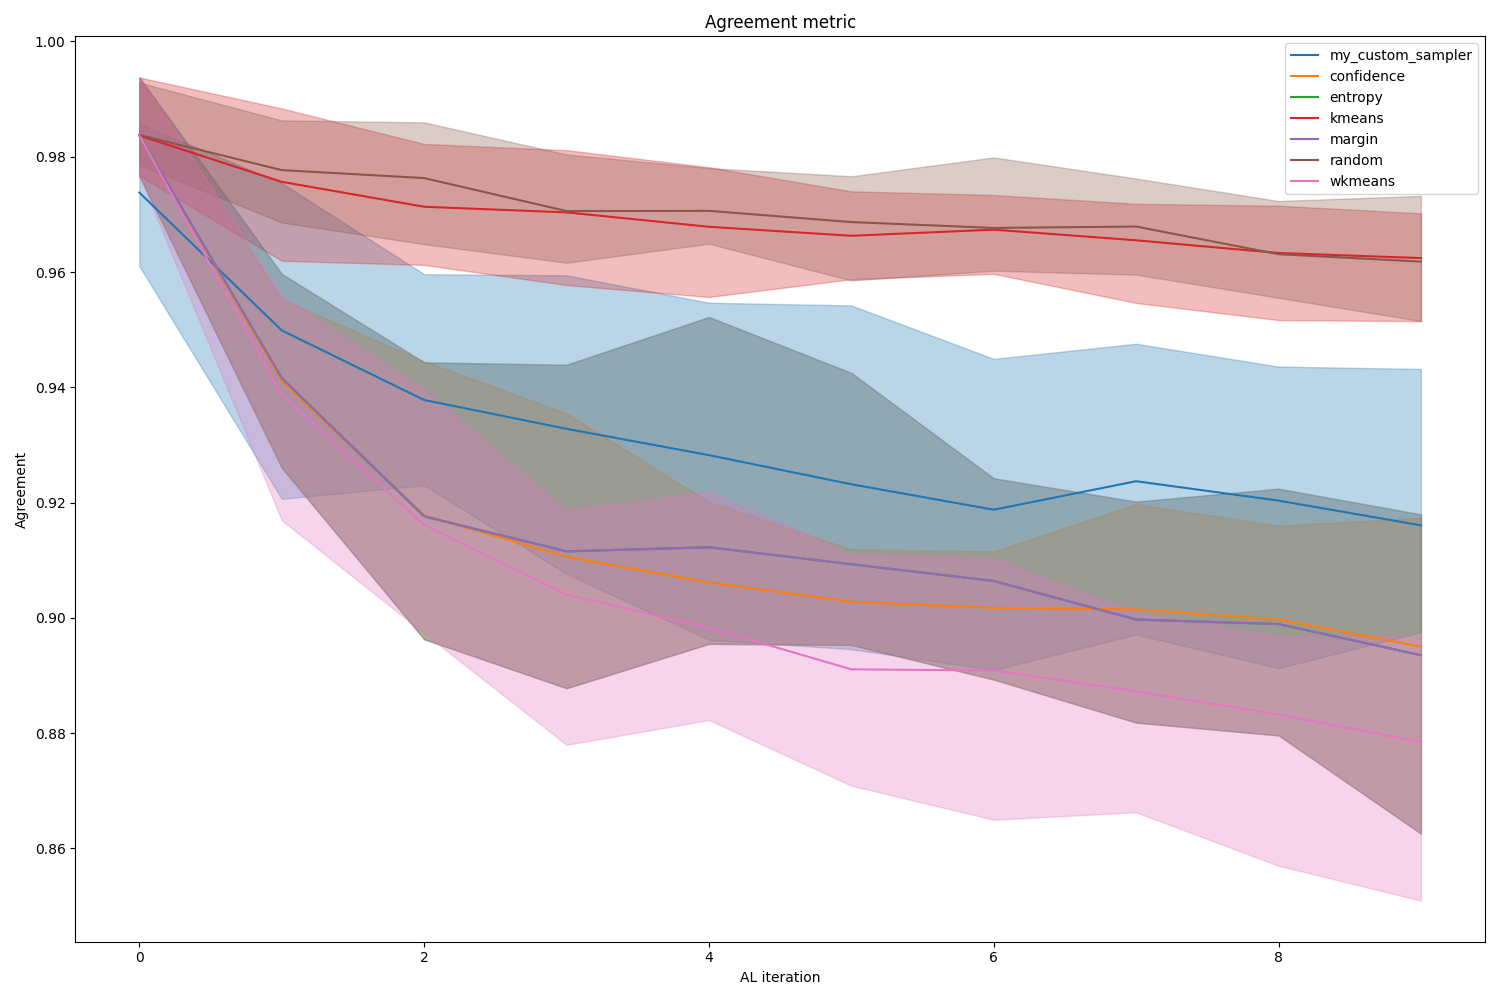 Agreement metric
1.00
0.98
0.96
0.94
0.92
0.90
0.88
0.86
Agreement
0
2
4
6
8
AL iteration
my_custom_sampler
confidence
entropy
kmeans
margin
random
wkmeans